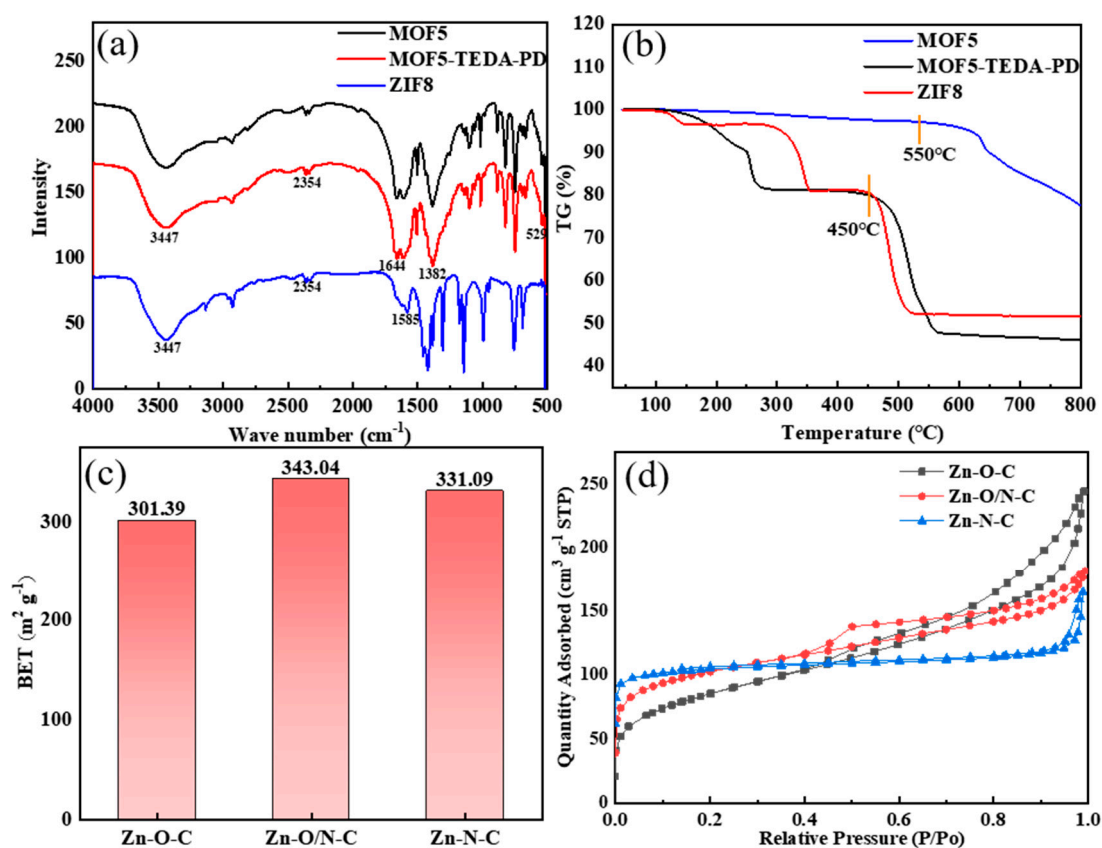 (a)
MOF5
MOF5-TEDA-PD
ZIF8
250
200
150
100
50
0
Intensity
2354
3447
1644
1382
529
2354
3447
1585
4000 3500 3000 2500 2000 1500 1000 500
Wave number (cm-1)
(b)
MOF5
MOF5-TEDA-PD
ZIF8
120
110
100
90
80
70
60
50
40
TG (%)
550°C
450°C
100 200 300 400 500 600 700 800
Temperature (°C)
(c)
343.04
331.09
301.39
300
200
100
0
BET (m2 g-1)
Zn-O-C Zn-O/N-C Zn-N-C
(d)
Zn-O-C
Zn-O/N-C
Zn-N-C
250
200
150
100
50
0
Quantity Adsorbed (cm3 g-1 STP)
0.0 0.2 0.4 0.6 0.8 1.0
Relative Pressure (P/Po)